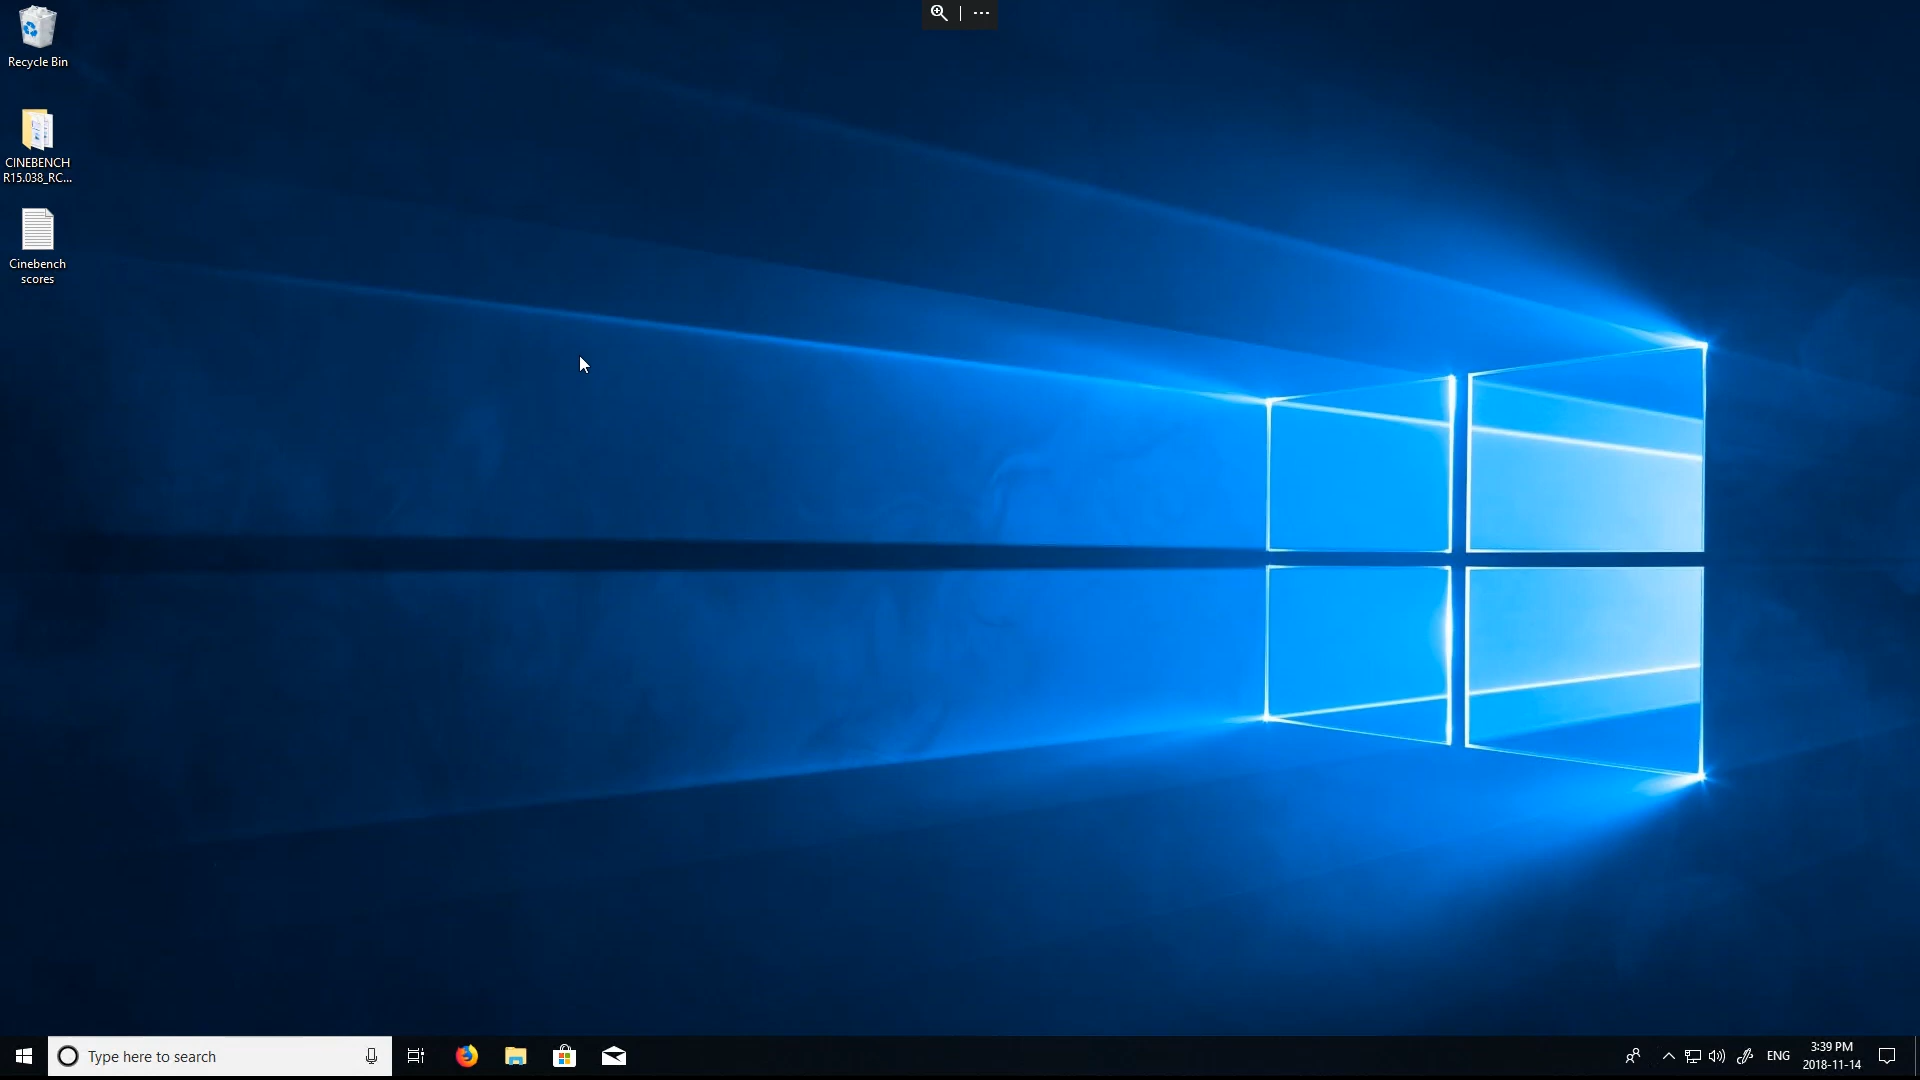 Recycle Bin
CINEBENCH
R15.038_RC...
Cinebench
scores
Type here to search
ENG
3:39 PM
2018-11-14